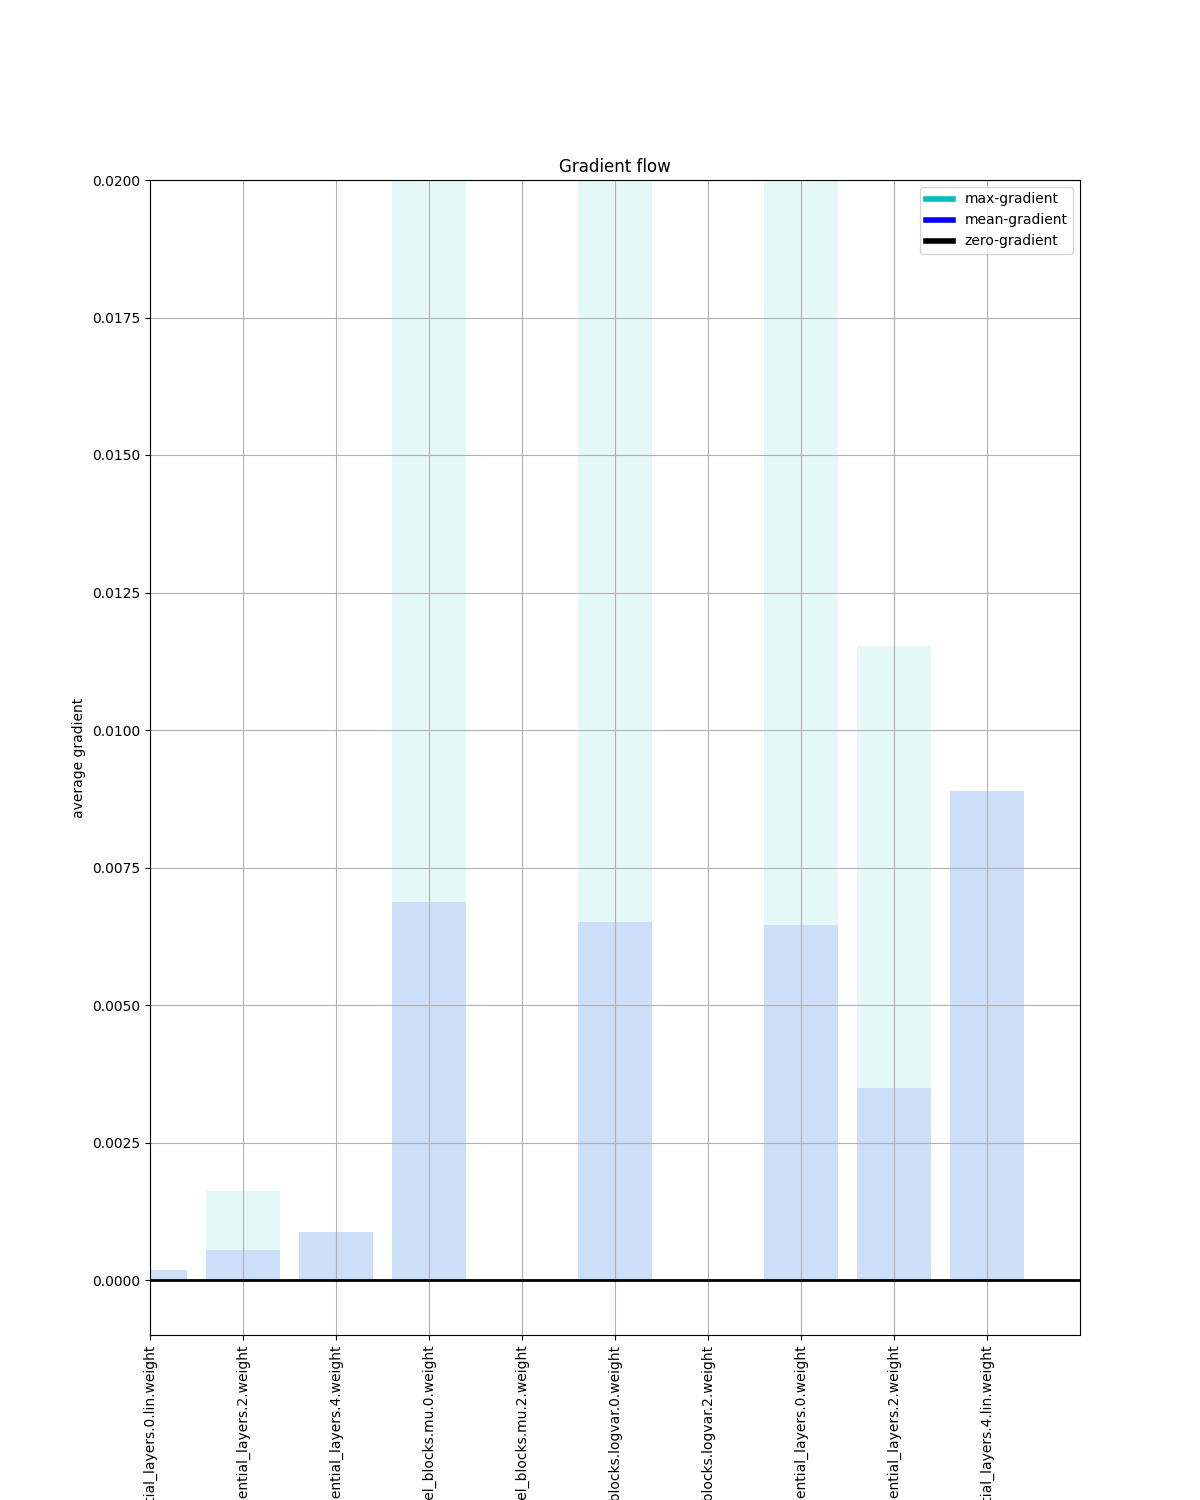 Gradient flow
max-gradient
mean-gradient
zero-gradient
0.0200
0.0175
0.0150
0.0125
0.0100
0.0075
0.0050
0.0025
0.0000
average gradient
tial_layers.0.lin.weight
ential_layers.2.weight
ential_layers.4.weight
el_blocks.mu.0.weight
el_blocks.mu.2.weight
blocks.logvar.0.weight
blocks.logvar.2.weight
ential_layers.0.weight
ential_layers.2.weight
tial_layers.4.lin.weight